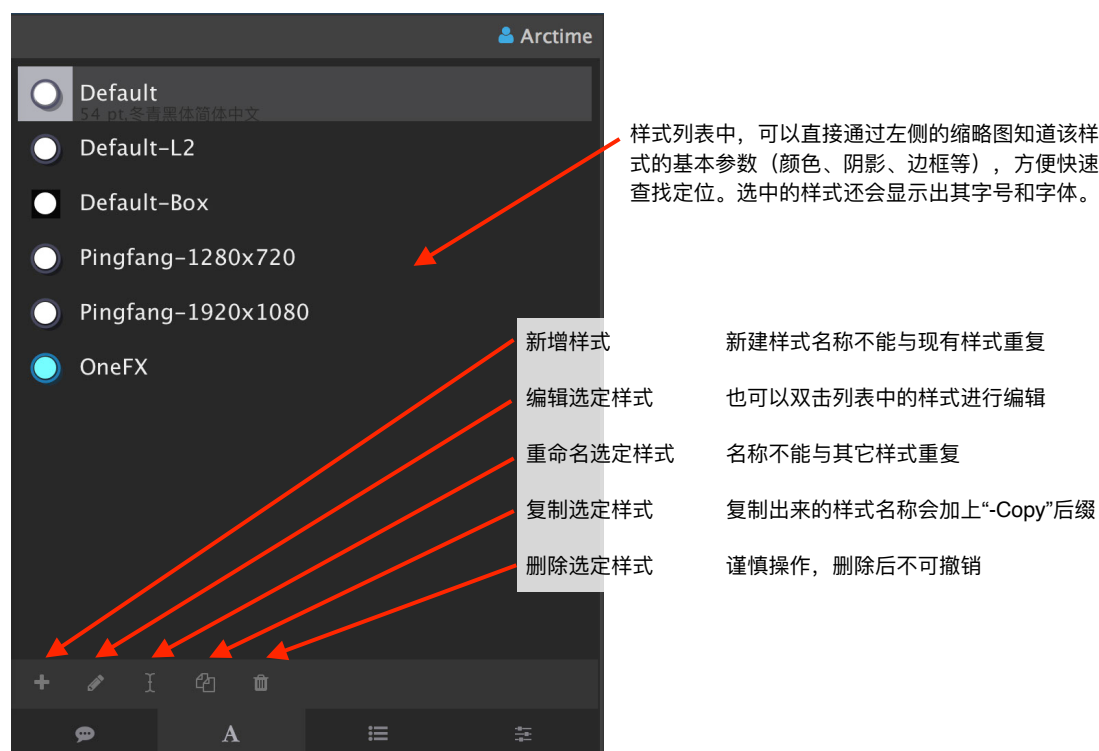 Arctime
Default
54 pt,冬青黑体简体中文
Default-L2
Default-Box
Pingfang-1280x720
Pingfang-1920x1080
OneFX
样式列表中，可以直接通过左侧的缩略图知道该样
式的基本参数（颜色、阴影、边框等），方便快速
查找定位。选中的样式还会显示出其字号和字体。
新增样式 新建样式名称不能与现有样式重复
编辑选定样式 也可以双击列表中的样式进行编辑
重命名选定样式 名称不能与其它样式重复
复制选定样式 复制出来的样式名称会加上“-Copy”后缀
删除选定样式 谨慎操作，删除后不可撤销
A